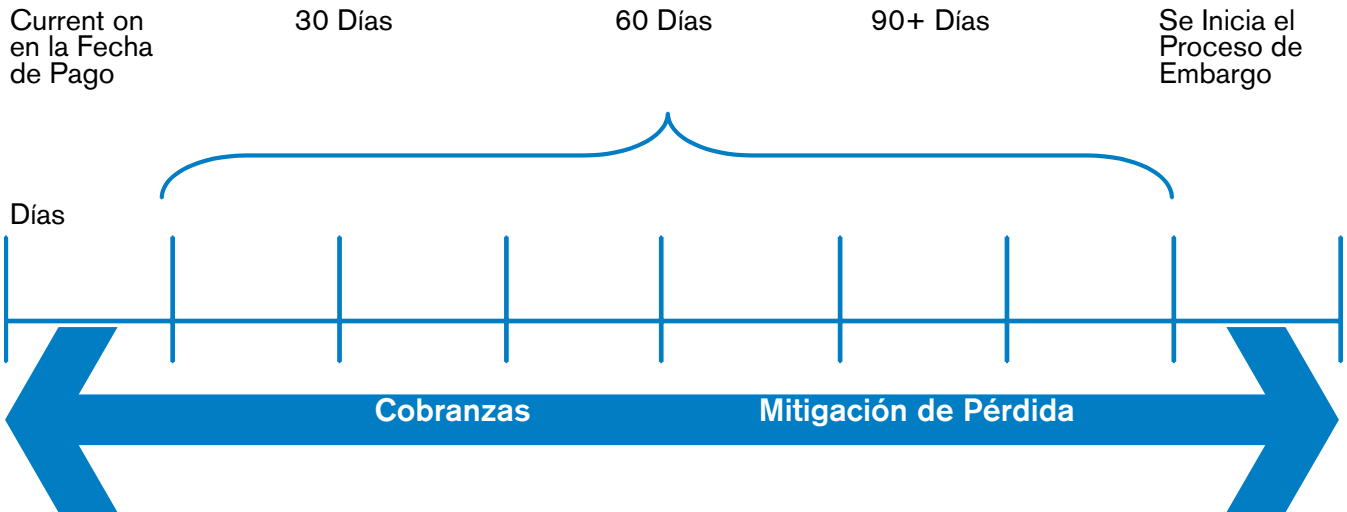 Current on
en la Fecha
de Pago
30 Días
60 Días
90+ Días
Se Inicia el
Proceso de
Embargo
Días
Cobranzas
Mitigación de Pérdida